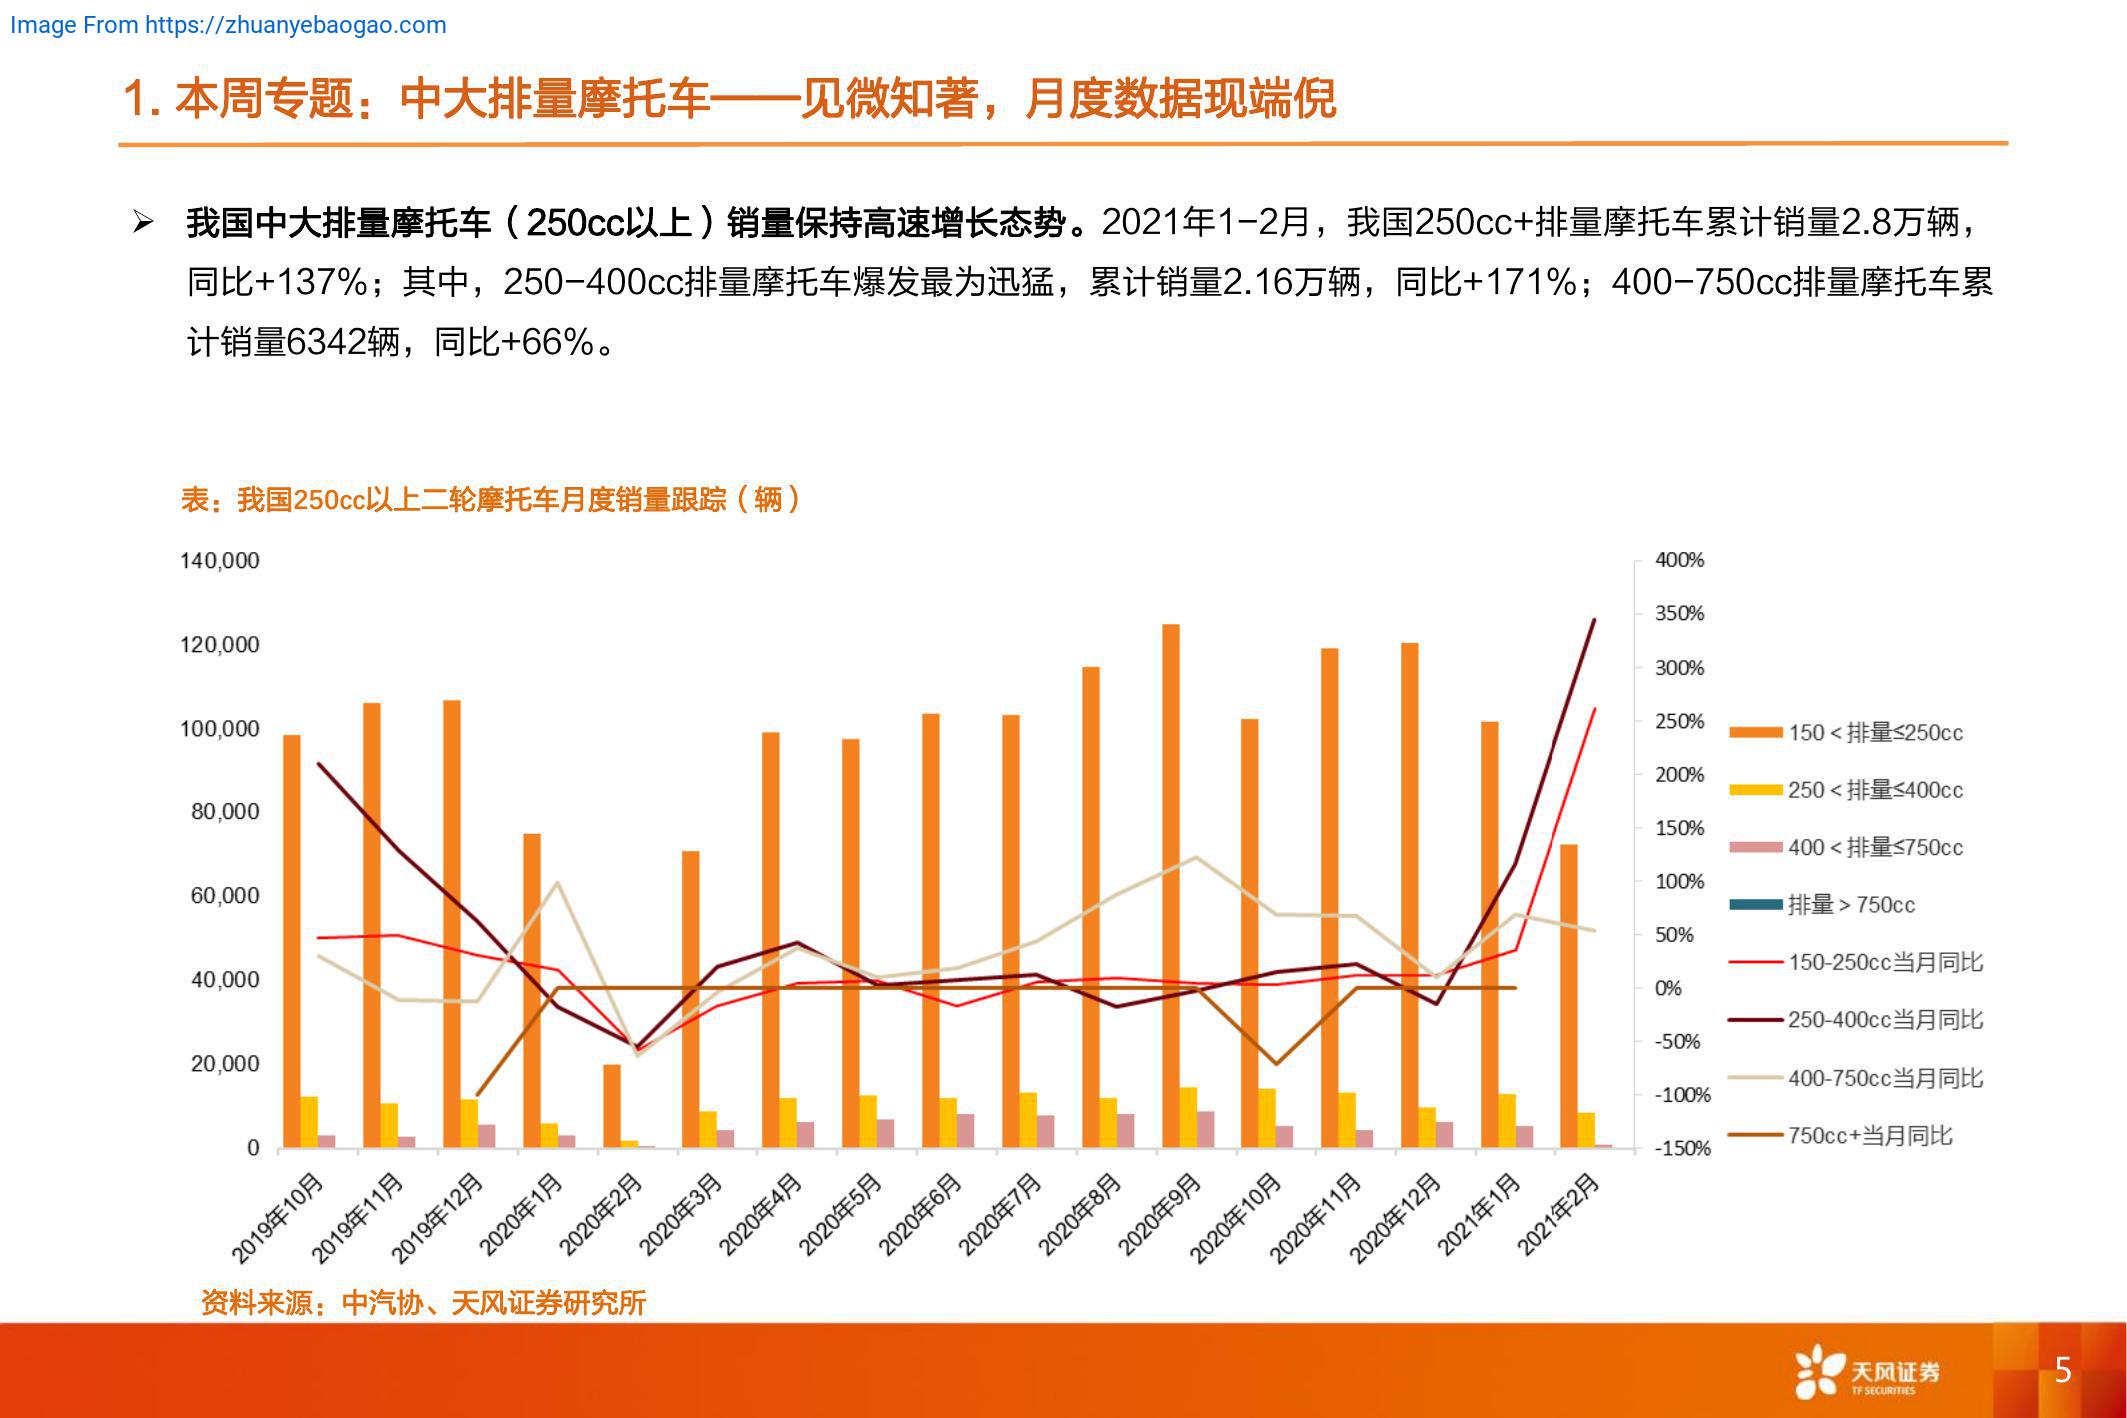 Image From https://zhuanyebaogao.com
1. 本周专题：中大排量摩托车——见微知著，月度数据现端倪
➢ 我国中大排量摩托车（250cc以上）销量保持高速增长态势。2021年1-2月，我国250cc+排量摩托车累计销量2.8万辆，
同比+137%；其中，250-400cc排量摩托车爆发最为迅猛，累计销量2.16万辆，同比+171%；400-750cc排量摩托车累
计销量6342辆，同比+66%。
表：我国250cc以上二轮摩托车月度销量跟踪（辆）
140,000
120,000
100,000
80,000
60,000
40,000
20,000
0
400%
350%
300%
250%
200%
150%
100%
50%
0%
-50%
-100%
-150%
150＜排量≤250cc
250＜排量≤400cc
400＜排量≤750cc
排量＞750cc
150-250cc当月同比
250-400cc当月同比
400-750cc当月同比
750cc+当月同比
2019年10月
2019年11月
2019年12月
2020年1月
2020年2月
2020年3月
2020年4月
2020年5月
2020年6月
2020年7月
2020年8月
2020年9月
2020年10月
2020年11月
2020年12月
2021年1月
2021年2月
资料来源：中汽协、天风证券研究所
天风证券
TF SECURITIES
5